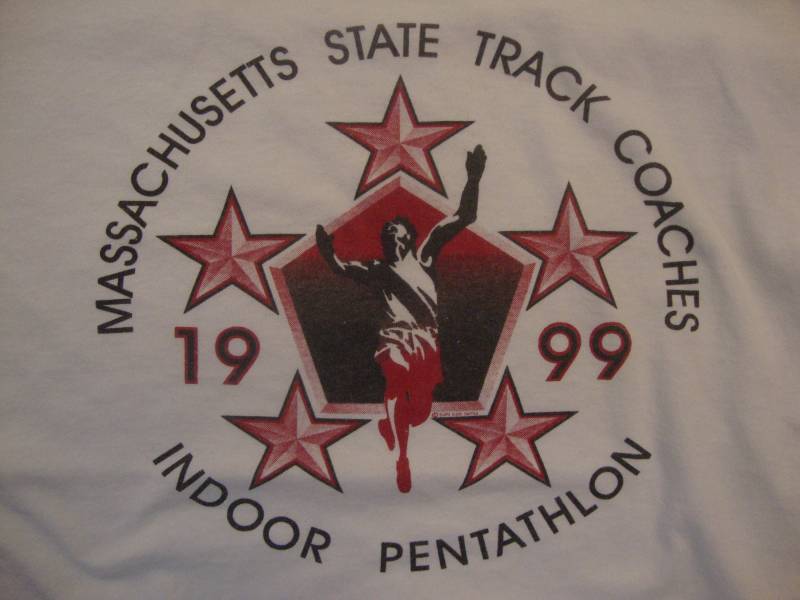 MASSACHUSETTS STATE TRACK COACHES
19 99
INDOOR PENTATHLON